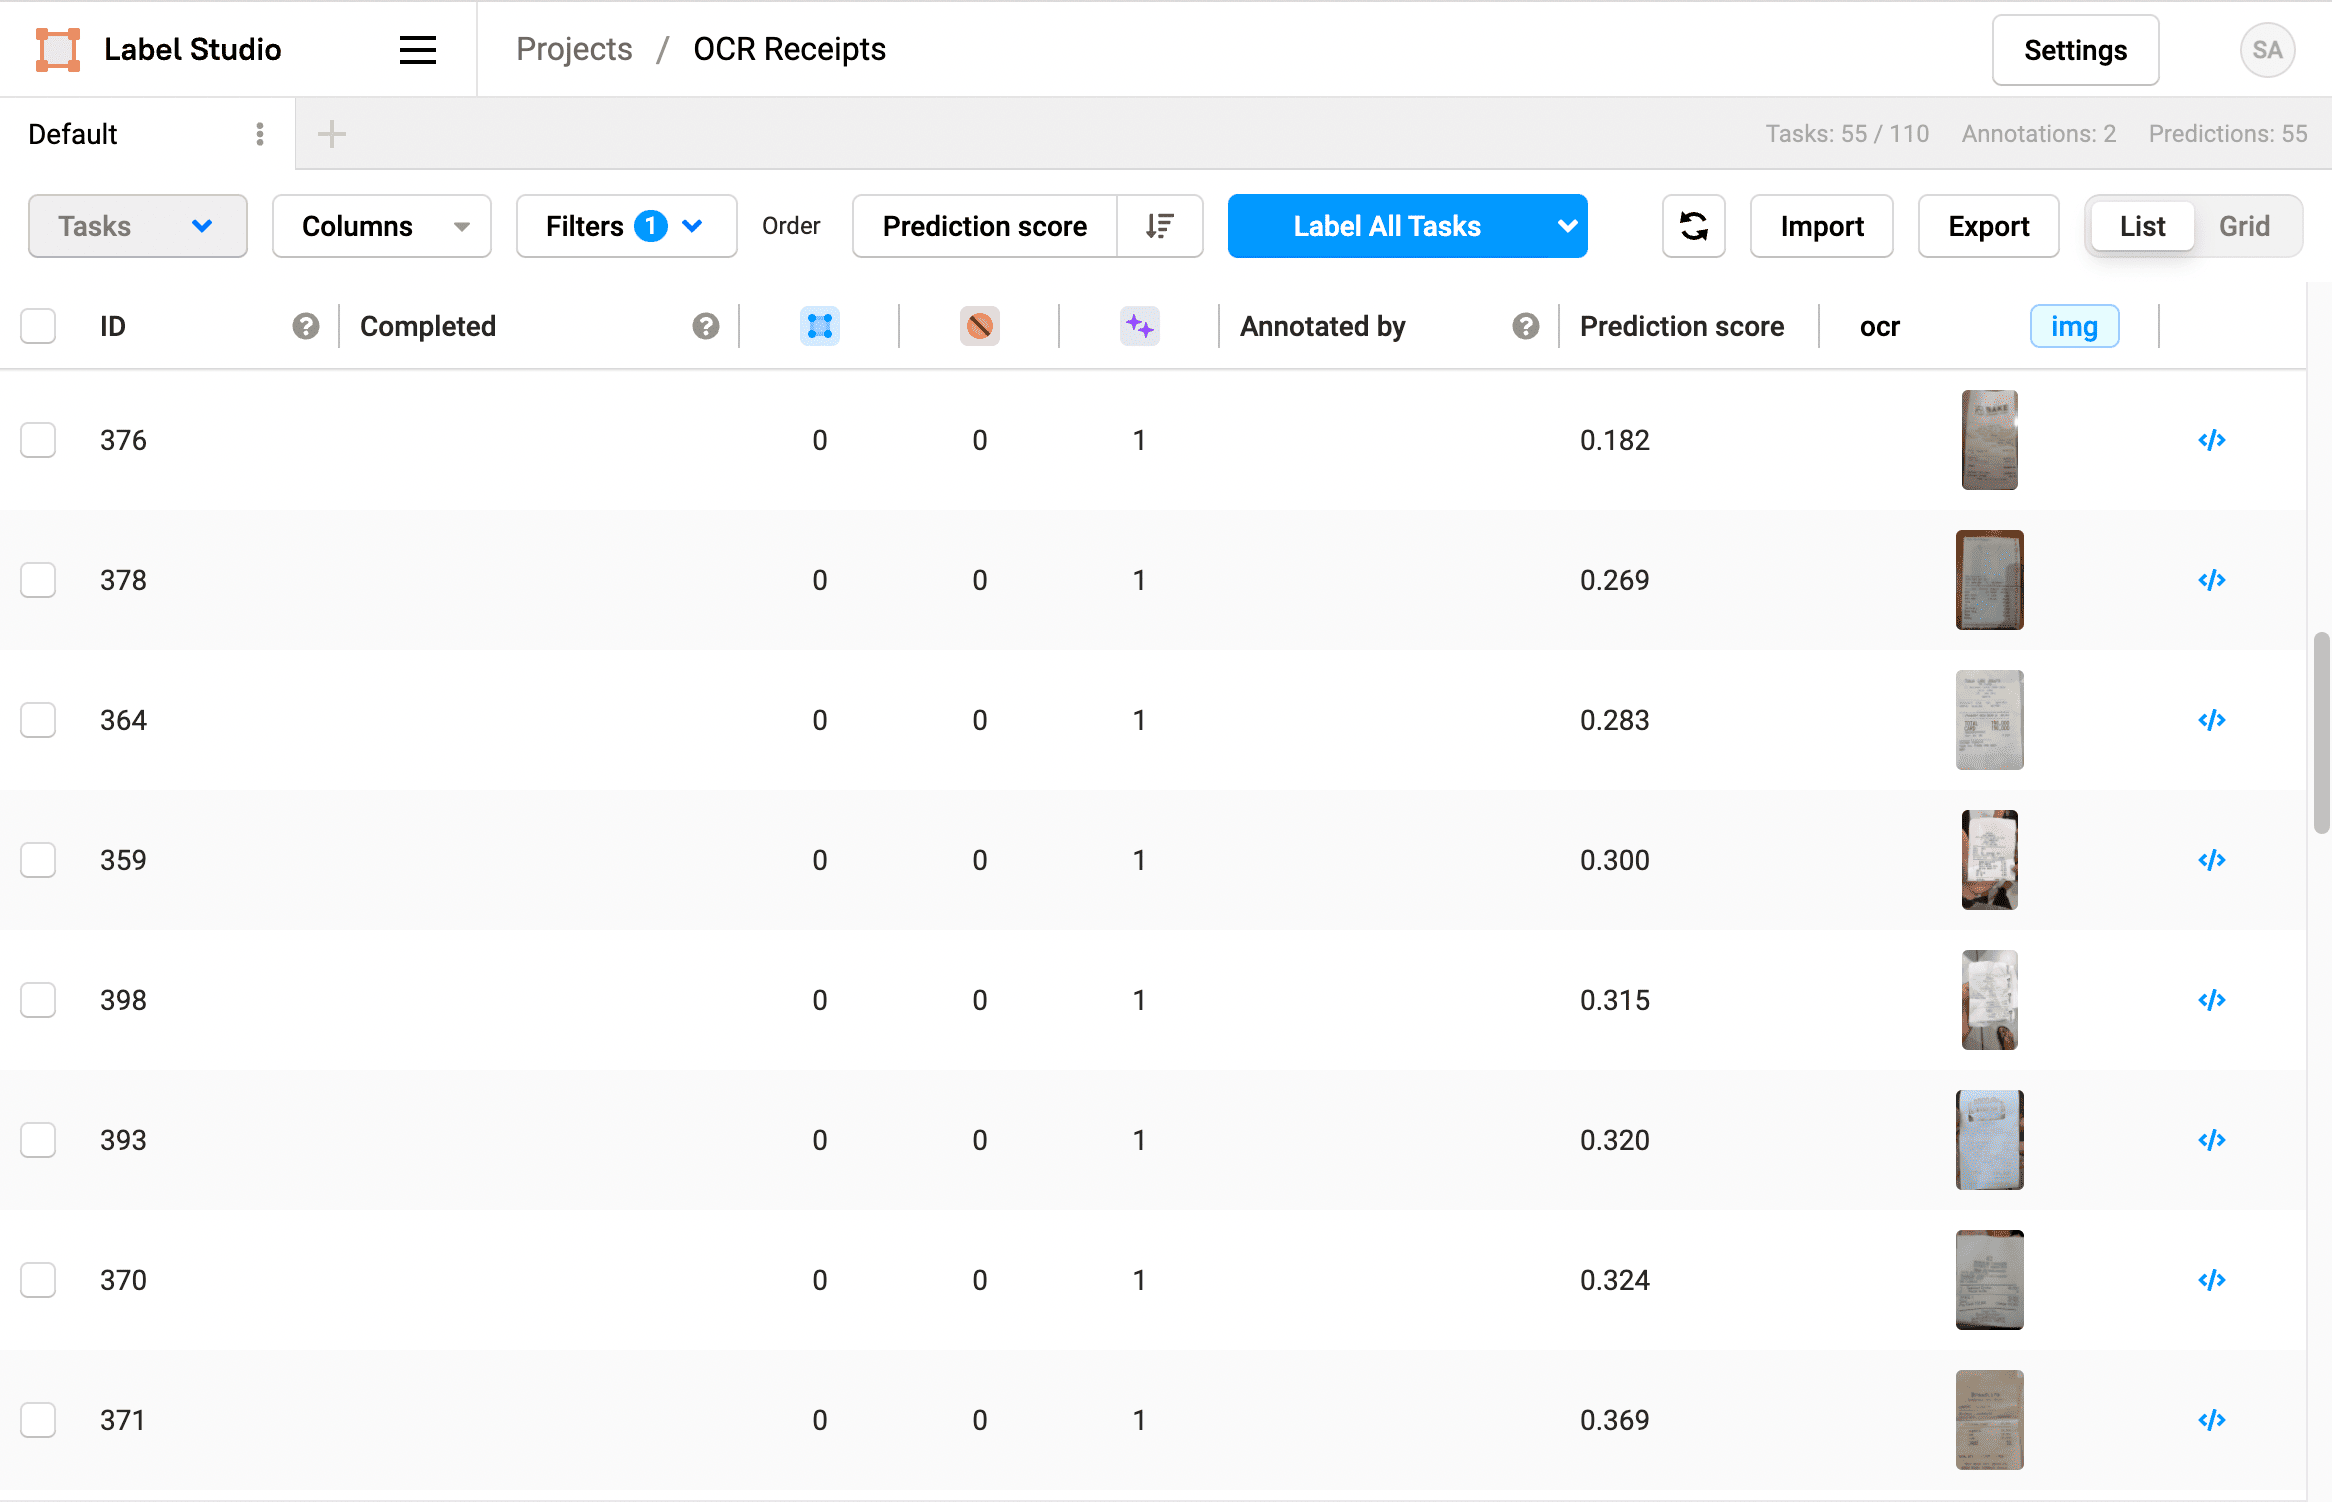 Label Studio
Projects / OCR Receipts
Settings
SA
Default
Tasks: 55 / 110 Annotations: 2 Predictions: 55
Tasks
Columns
Filters 1
Order
Prediction score
Label All Tasks
Import
Export
List
Grid
ID
Completed
Annotated by
Prediction score
ocr
img
376 0 0 1 0.182
378 0 0 1 0.269
364 0 0 1 0.283
359 0 0 1 0.300
398 0 0 1 0.315
393 0 0 1 0.320
370 0 0 1 0.324
371 0 0 1 0.369